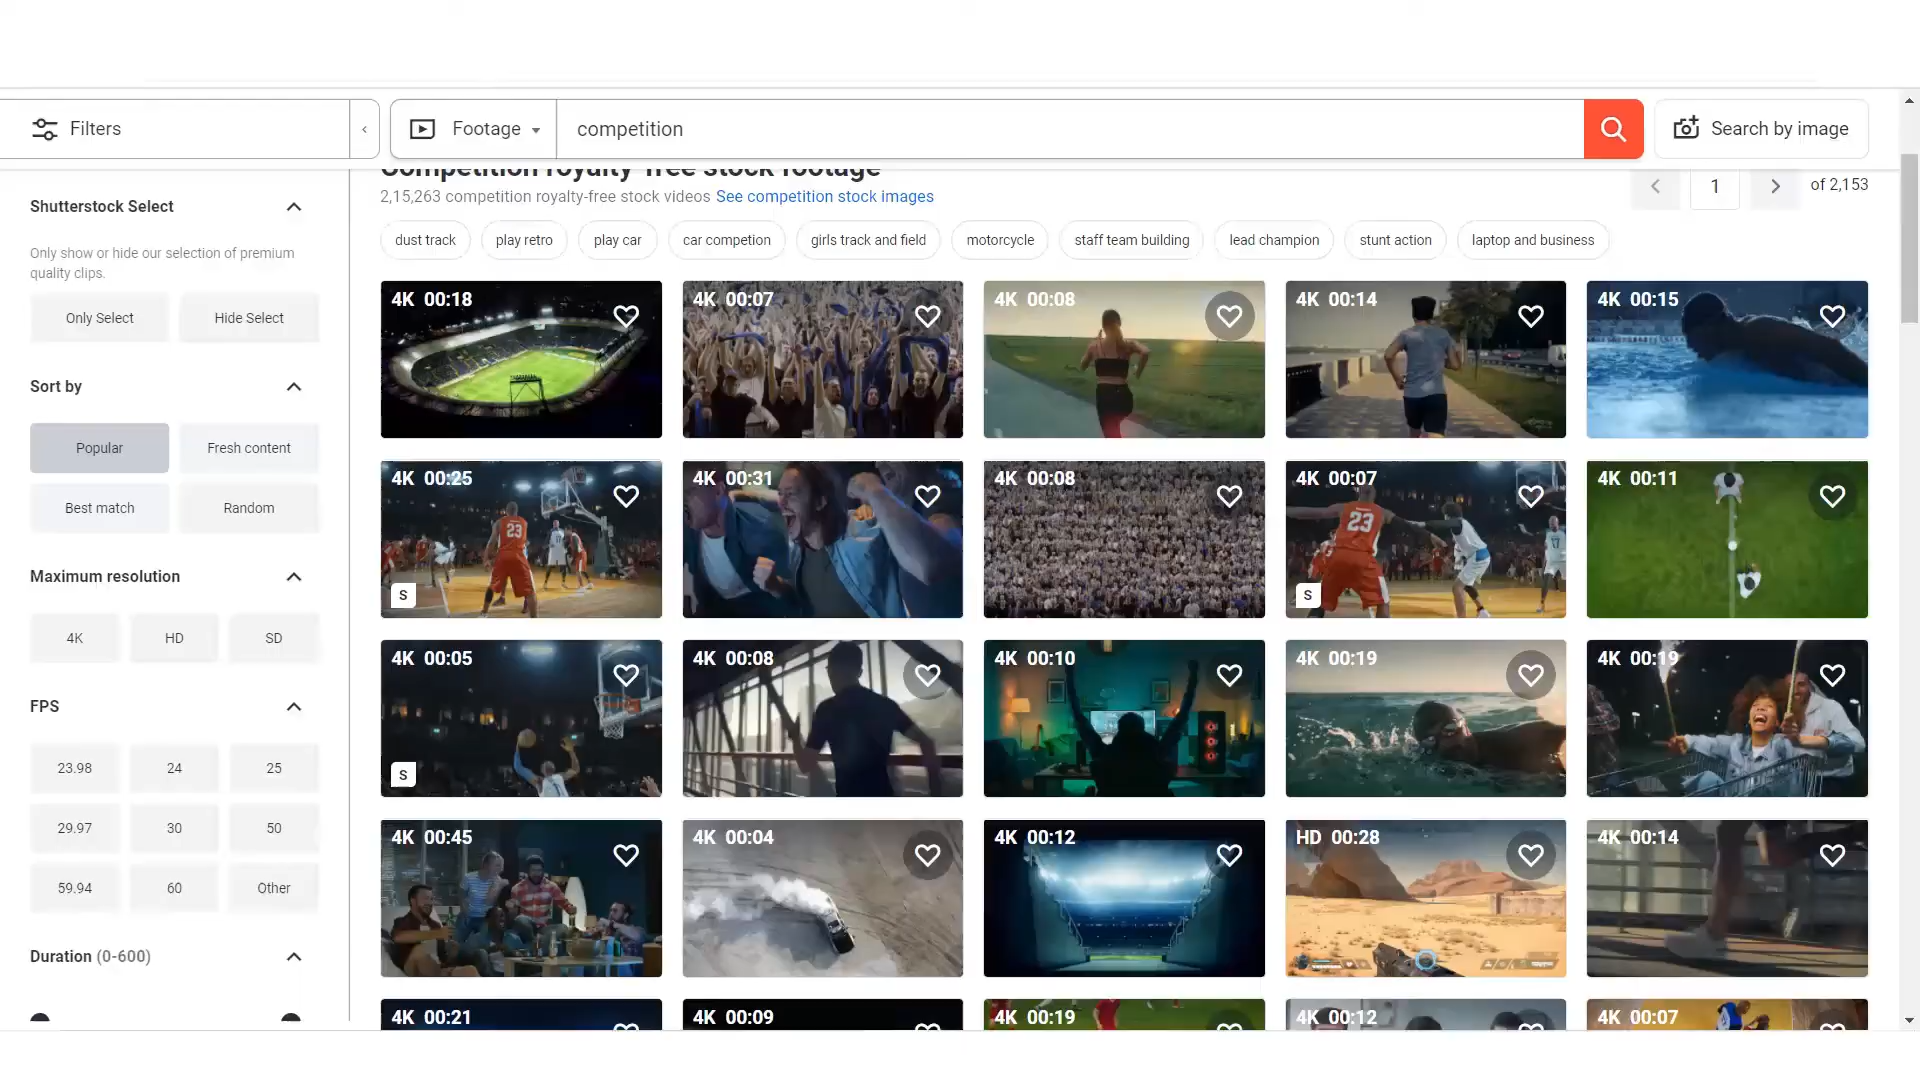 Filters
Footage
competition
Search by image
Competition royalty-free stock footage
2,15,263 competition royalty-free stock videos See competition stock images
1
of 2,153
dust track
play retro
play car
car competion
girls track and field
motorcycle
staff team building
lead champion
stunt action
laptop and business
Shutterstock Select
Only show or hide our selection of premium
quality clips.
Only Select
Hide Select
Sort by
Popular
Fresh content
Best match
Random
Maximum resolution
4K
HD
SD
FPS
23.98
24
25
29.97
30
50
59.94
60
Other
Duration (0-600)
4K 00:18
4K 00:07
4K 00:08
4K 00:14
4K 00:15
4K 00:25
23
S
4K 00:31
4K 00:08
4K 00:07
23
S
4K 00:11
4K 00:05
S
4K 00:08
4K 00:10
4K 00:19
4K 00:19
4K 00:45
4K 00:04
4K 00:12
HD 00:28
4K 00:14
4K 00:21
4K 00:09
4K 00:19
4K 00:12
4K 00:07